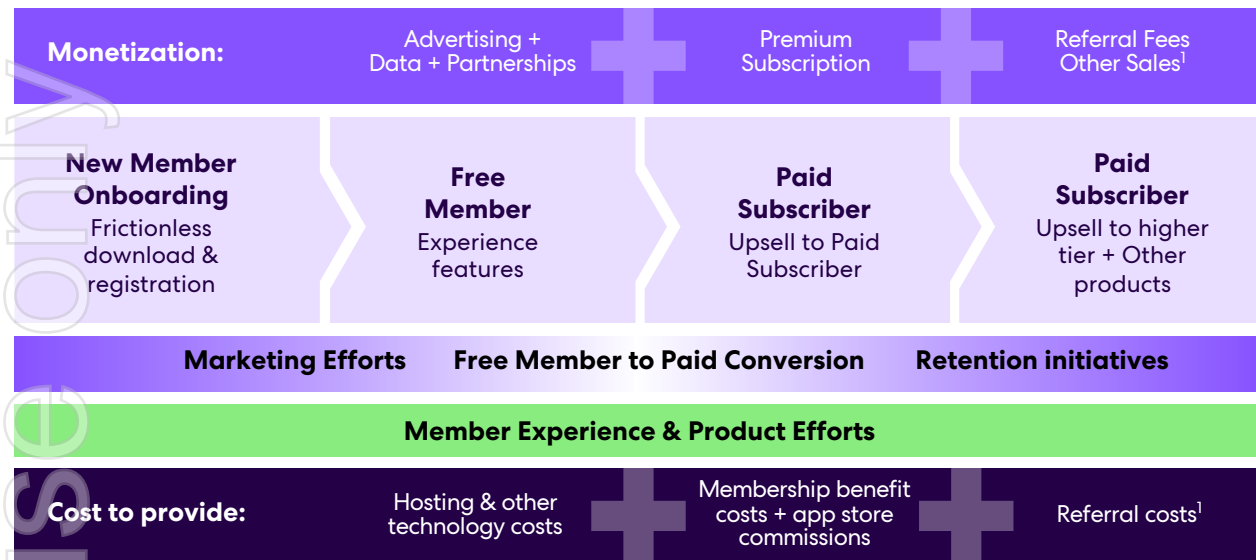 Monetization:
Advertising +
Data + Partnerships
Premium
Subscription
Referral Fees
Other Sales¹
New Member
Onboarding
Frictionless
download &
registration
Free
Member
Experience
features
Paid
Subscriber
Upsell to Paid
Subscriber
Paid
Subscriber
Upsell to higher
tier + Other
products
Marketing Efforts
Free Member to Paid Conversion
Retention initiatives
Member Experience & Product Efforts
Cost to provide:
Hosting & other
technology costs
Membership benefit
costs + app store
commissions
Referral costs¹
use only